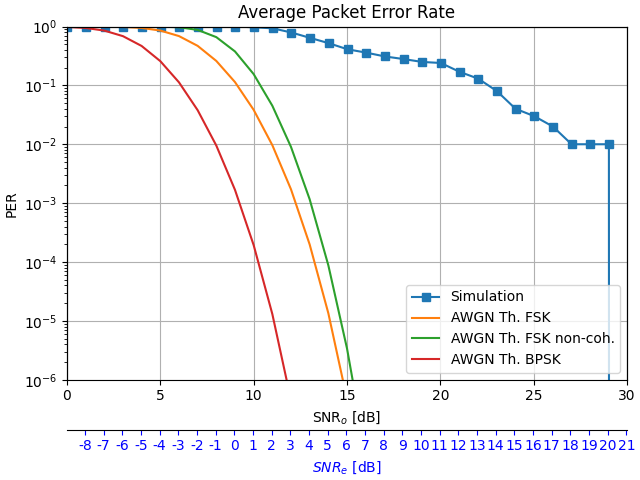 Average Packet Error Rate
10⁰
10⁻¹
10⁻²
10⁻³
10⁻⁴
10⁻⁵
10⁻⁶
PER
Simulation
AWGN Th. FSK
AWGN Th. FSK non-coh.
AWGN Th. BPSK
0 5 10 15 20 25 30
SNRₒ [dB]
-8 -7 -6 -5 -4 -3 -2 -1 0 1 2 3 4 5 6 7 8 9 10 11 12 13 14 15 16 17 18 19 20 21
SNRₑ [dB]